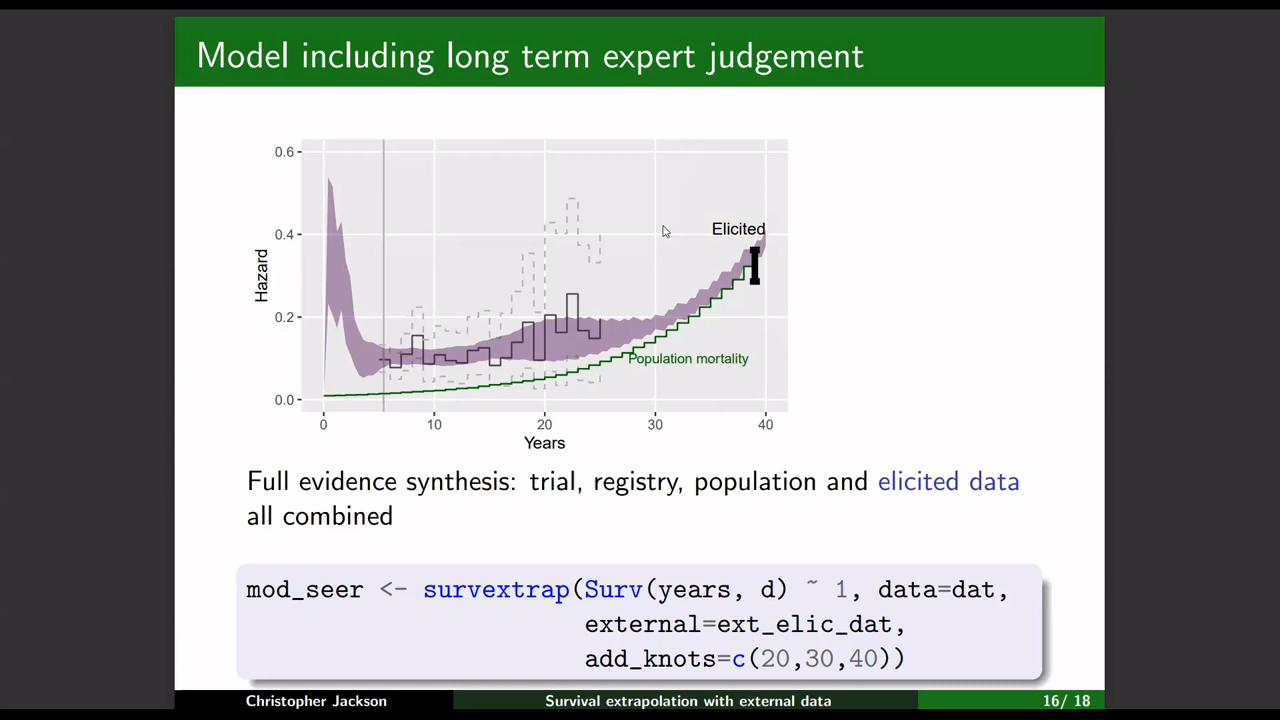 Model including long term expert judgement
0.6
0.4
0.2
0.0
Hazard
Elicited
Population mortality
0 10 20 30 40
Years
Full evidence synthesis: trial, registry, population and elicited data
all combined
mod_seer <- survextrap(Surv(years, d) ~ 1, data=dat,
external=ext_elic_dat,
add_knots=c(20,30,40))
Christopher Jackson Survival extrapolation with external data 16/ 18